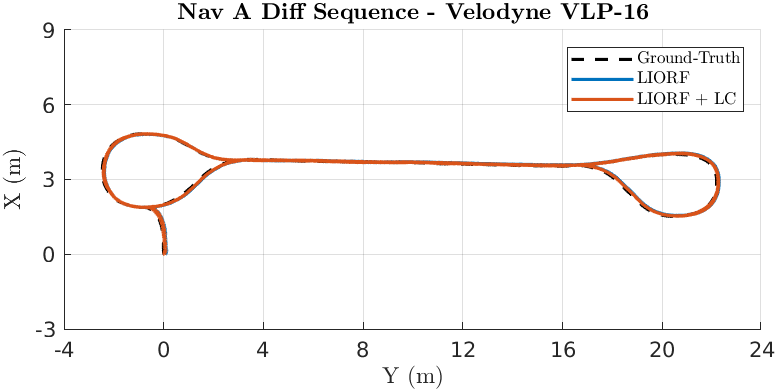 Nav A Diff Sequence - Velodyne VLP-16
9
6
3
0
-3
X (m)
Ground-Truth
LIORF
LIORF + LC
-4
0
4
8
12
16
20
24
Y (m)